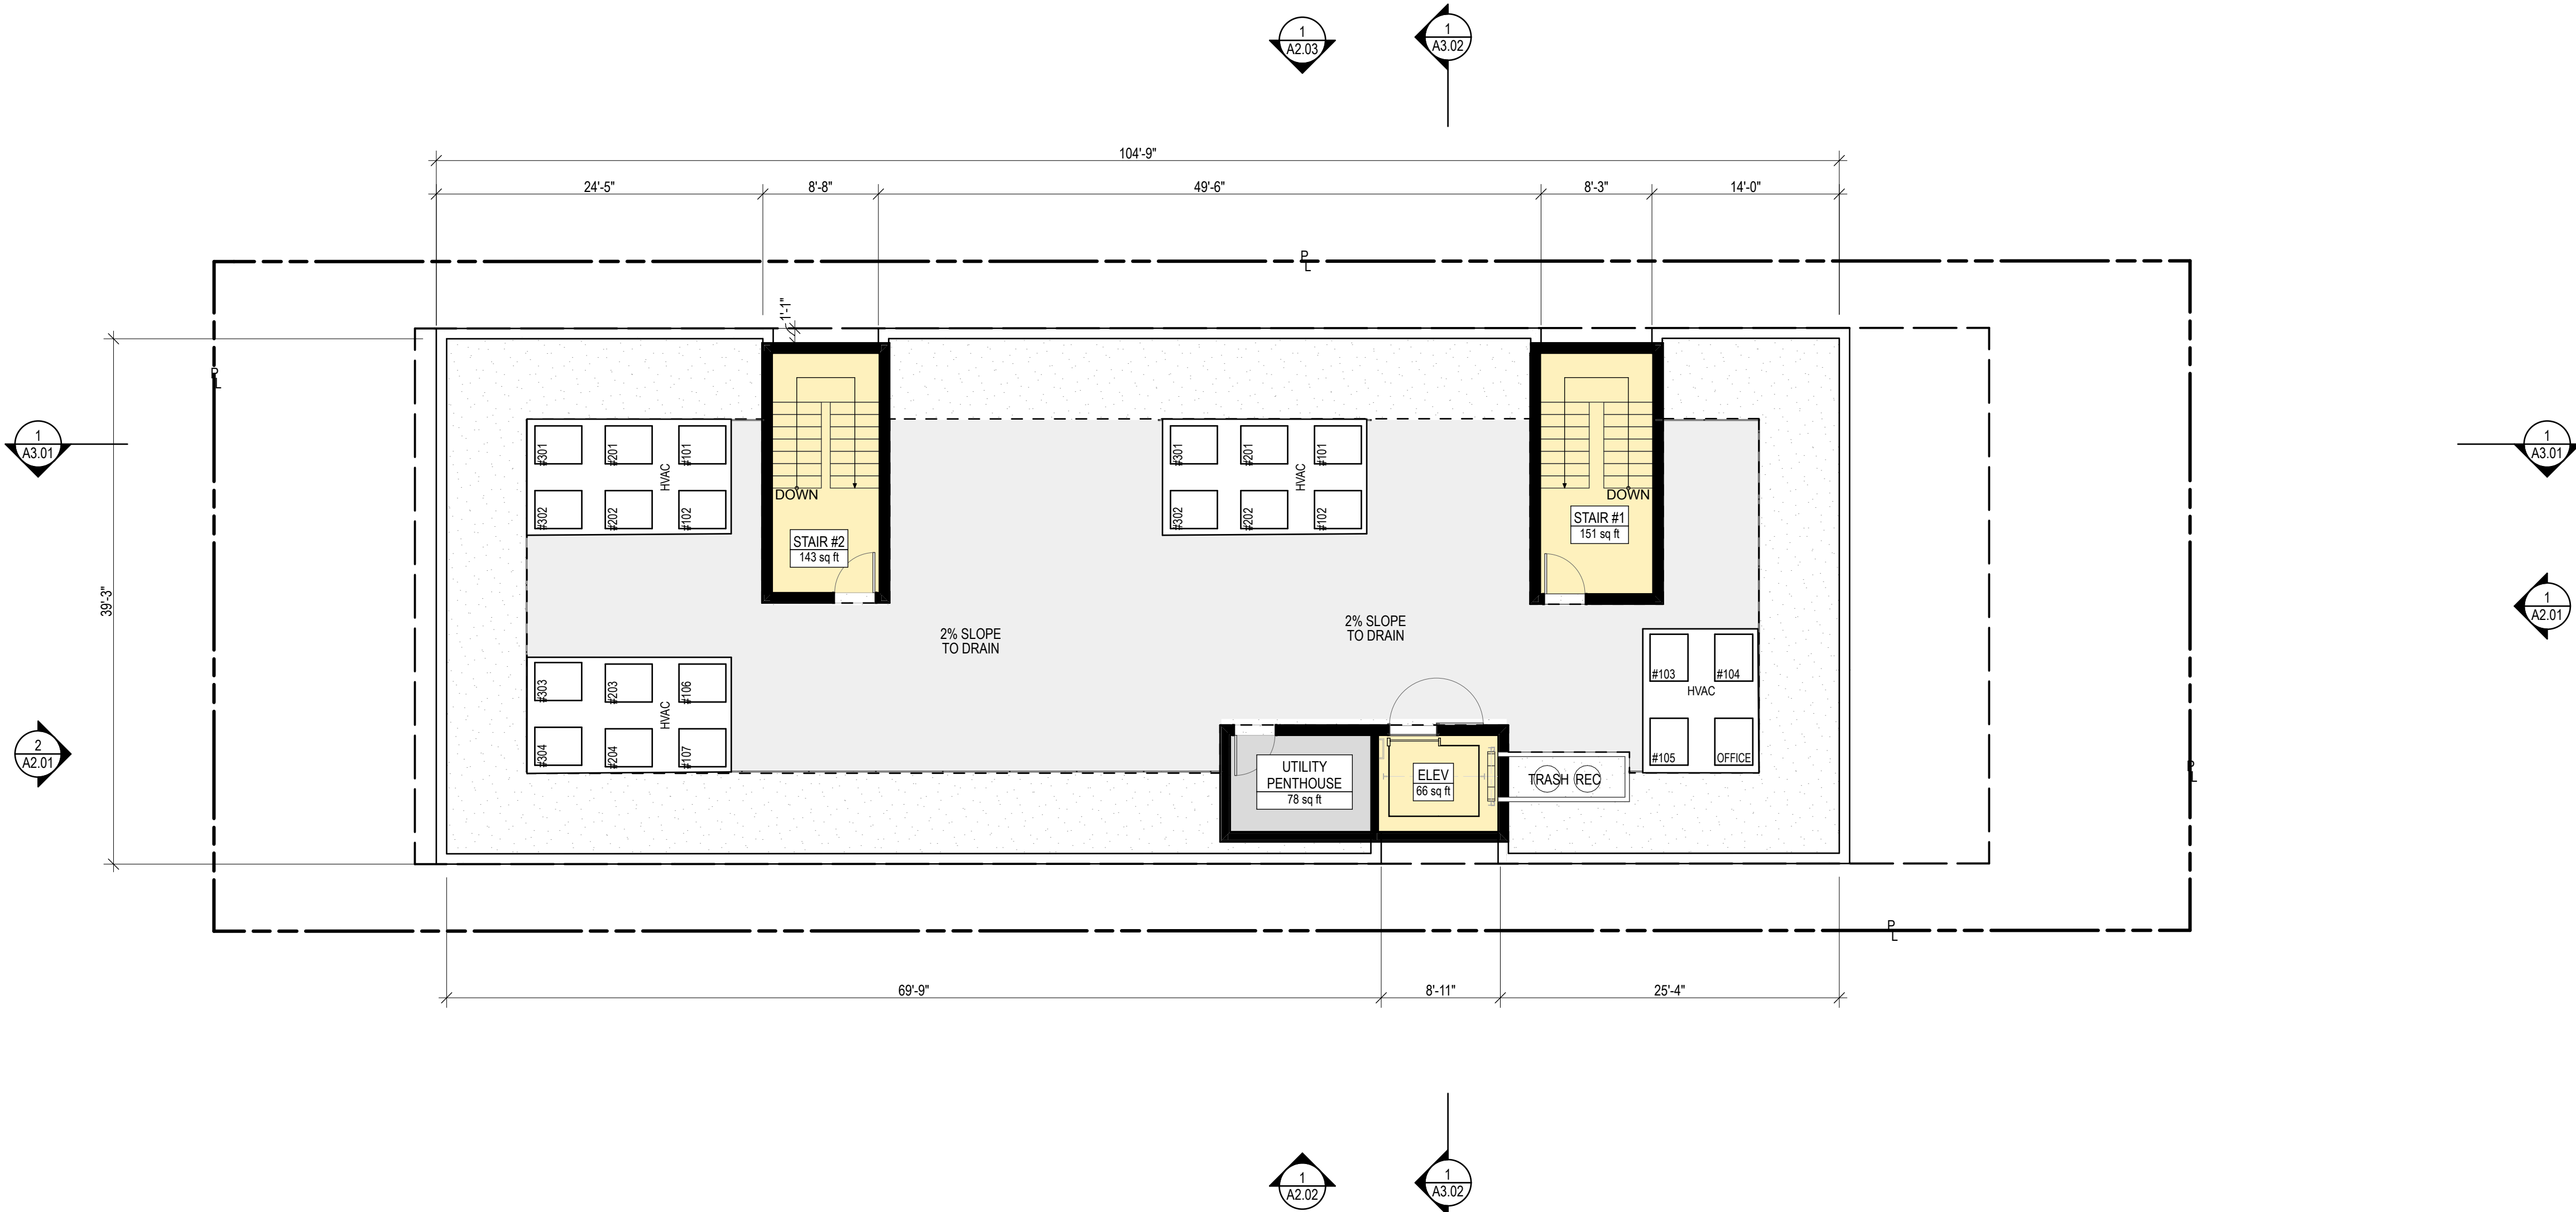 1
A2.03
1
A3.02
104'-9"
24'-5"
8'-8"
49'-6"
8'-3"
14'-0"
P
L
1'-1"
P
L
1
A3.01
#301
#201
#101
HVAC
#302
#202
#102
DOWN
STAIR #2
143 sq ft
#301
#201
#101
HVAC
#302
#202
#102
DOWN
STAIR #1
151 sq ft
1
A3.01
39'-3"
2% SLOPE
TO DRAIN
2% SLOPE
TO DRAIN
1
A2.01
#303
#203
#106
HVAC
#304
#204
#107
#103
#104
HVAC
#105
OFFICE
2
A2.01
UTILITY
PENTHOUSE
78 sq ft
ELEV
66 sq ft
TRASH REC
P
L
P
L
69'-9"
8'-11"
25'-4"
1
A2.02
1
A3.02